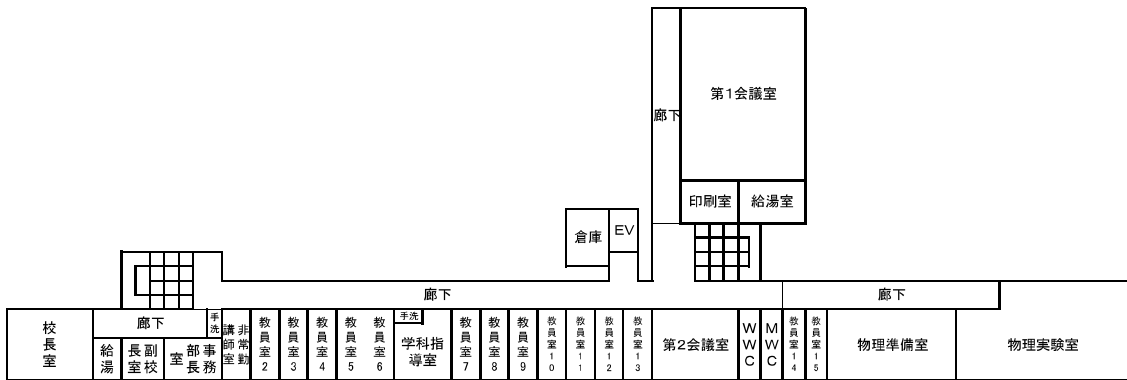 第1会議室
廊下
印刷室
給湯室
倉庫
EV
廊下
廊下
校長室
廊下
手洗
給湯
副校長室
事務部長室
非常勤講師室
教員室2
教員室3
教員室4
教員室5
教員室6
手洗
学科指導室
教員室7
教員室8
教員室9
教員室10
教員室11
教員室12
教員室13
第2会議室
WWC
MWC
教員室14
教員室15
物理準備室
物理実験室